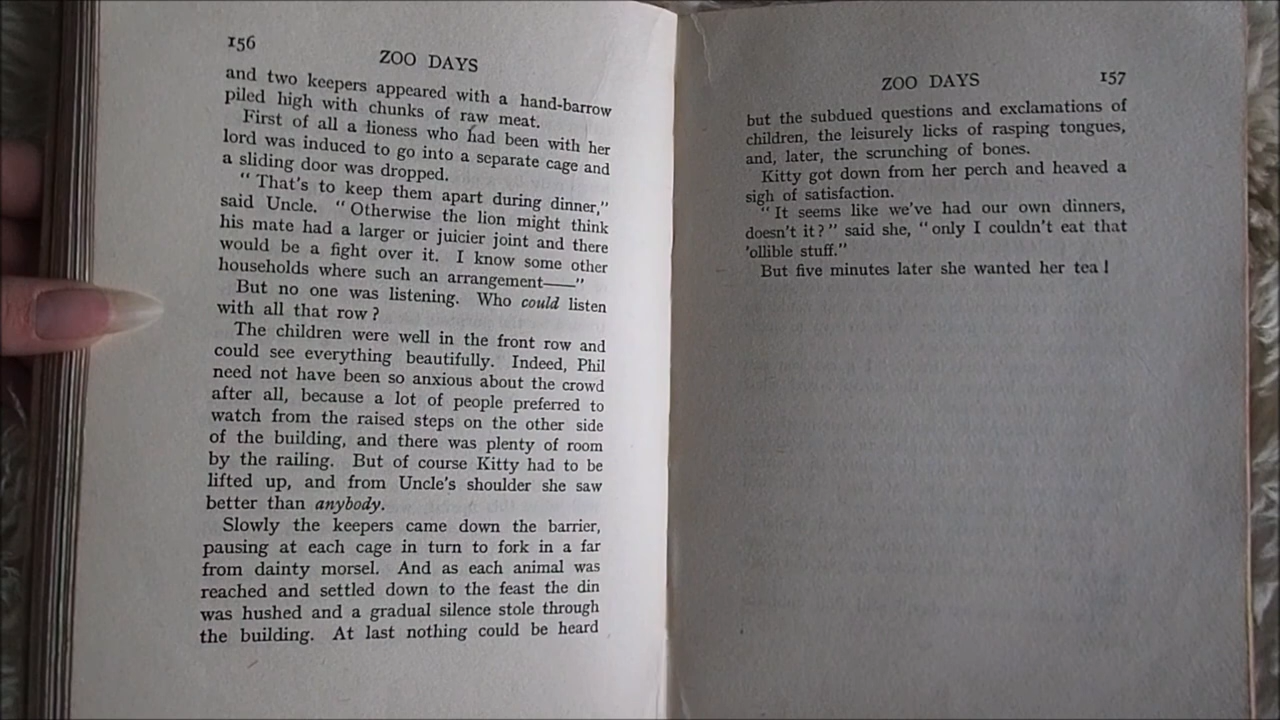 156
ZOO DAYS
and two keepers appeared with a hand-barrow
piled high with chunks of raw meat.
First of all a lioness who had been with her
lord was induced to go into a separate cage and
a sliding door was dropped.
“ That's to keep them apart during dinner,”
said Uncle. “ Otherwise the lion might think
his mate had a larger or juicier joint and there
would be a fight over it. I know some other
households where such an arrangement——”
But no one was listening. Who could listen
with all that row ?
The children were well in the front row and
could see everything beautifully. Indeed, Phil
need not have been so anxious about the crowd
after all, because a lot of people preferred to
watch from the raised steps on the other side
of the building, and there was plenty of room
by the railing. But of course Kitty had to be
lifted up, and from Uncle's shoulder she saw
better than anybody.
Slowly the keepers came down the barrier,
pausing at each cage in turn to fork in a far
from dainty morsel. And as each animal was
reached and settled down to the feast the din
was hushed and a gradual silence stole through
the building. At last nothing could be heard
ZOO DAYS 157
but the subdued questions and exclamations of
children, the leisurely licks of rasping tongues,
and, later, the scrunching of bones.
Kitty got down from her perch and heaved a
sigh of satisfaction.
“ It seems like we've had our own dinners,
doesn't it ? ” said she, “ only I couldn't eat that
'ollible stuff.”
But five minutes later she wanted her tea !